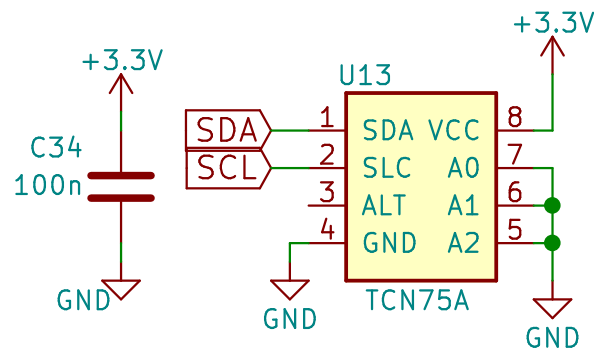 +3.3V
+3.3V
U13
SDA 1 SDA VCC 8
C34
SCL 2 SLC A0 7
100n
3 ALT A1 6
4 GND A2 5
GND
TCN75A
GND
GND